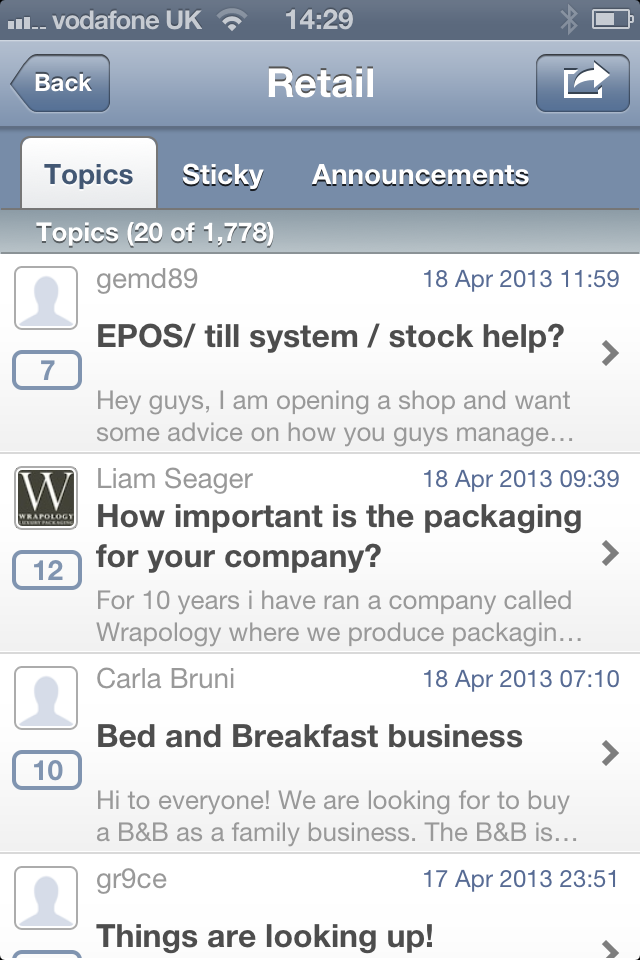 vodafone UK 14:29
Back Retail
Topics Sticky Announcements
Topics (20 of 1,778)
gemd89 18 Apr 2013 11:59
EPOS/ till system / stock help?
7
Hey guys, I am opening a shop and want
some advice on how you guys manage...
Liam Seager 18 Apr 2013 09:39
W
WRAPOLOGY
LUXURY PACKAGING
How important is the packaging
for your company?
12
For 10 years i have ran a company called
Wrapology where we produce packagin...
Carla Bruni 18 Apr 2013 07:10
Bed and Breakfast business
10
Hi to everyone! We are looking for to buy
a B&B as a family business. The B&B is...
gr9ce 17 Apr 2013 23:51
Things are looking up!